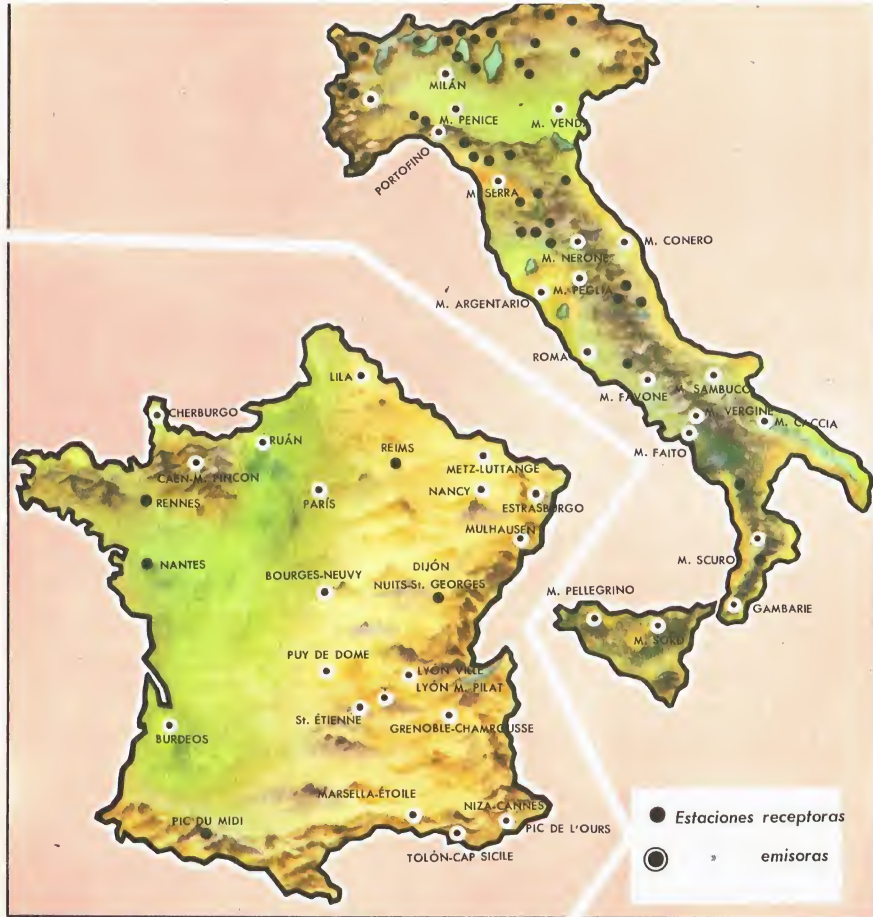 MILÁN
M. PENICE
M. VENDA
PORTOFINO
M. SERRA
M. CONERO
M. NERONE
M. PEGLIA
M. ARGENTARIO
ROMA
M. FAVONE
M. SAMBUCO
M. VERGINE
M. CACCIA
M. FAITO
M. SCURO
M. PELLEGRINO
GAMBARIE
M. SORD
LILA
CHERBURGO
RUÁN
REIMS
CAEN-M. PINCON
METZ-LUTTANGE
RENNES
PARÍS
NANCY
ESTRASBURGO
MULHAUSEN
NANTES
DIJÓN
BOURGES-NEUVY
NUITS-St. GEORGES
PUY DE DOME
LYÓN VILLE
LYÓN M. PILAT
St. ÉTIENNE
GRENOBLE-CHAMROUSSE
BURDEOS
MARSELLA-ÉTOILE
NIZA-CANNES
PIC DU MIDI
PIC DE L'OURS
TOLÓN-CAP SICILE
Estaciones receptoras
» emisoras